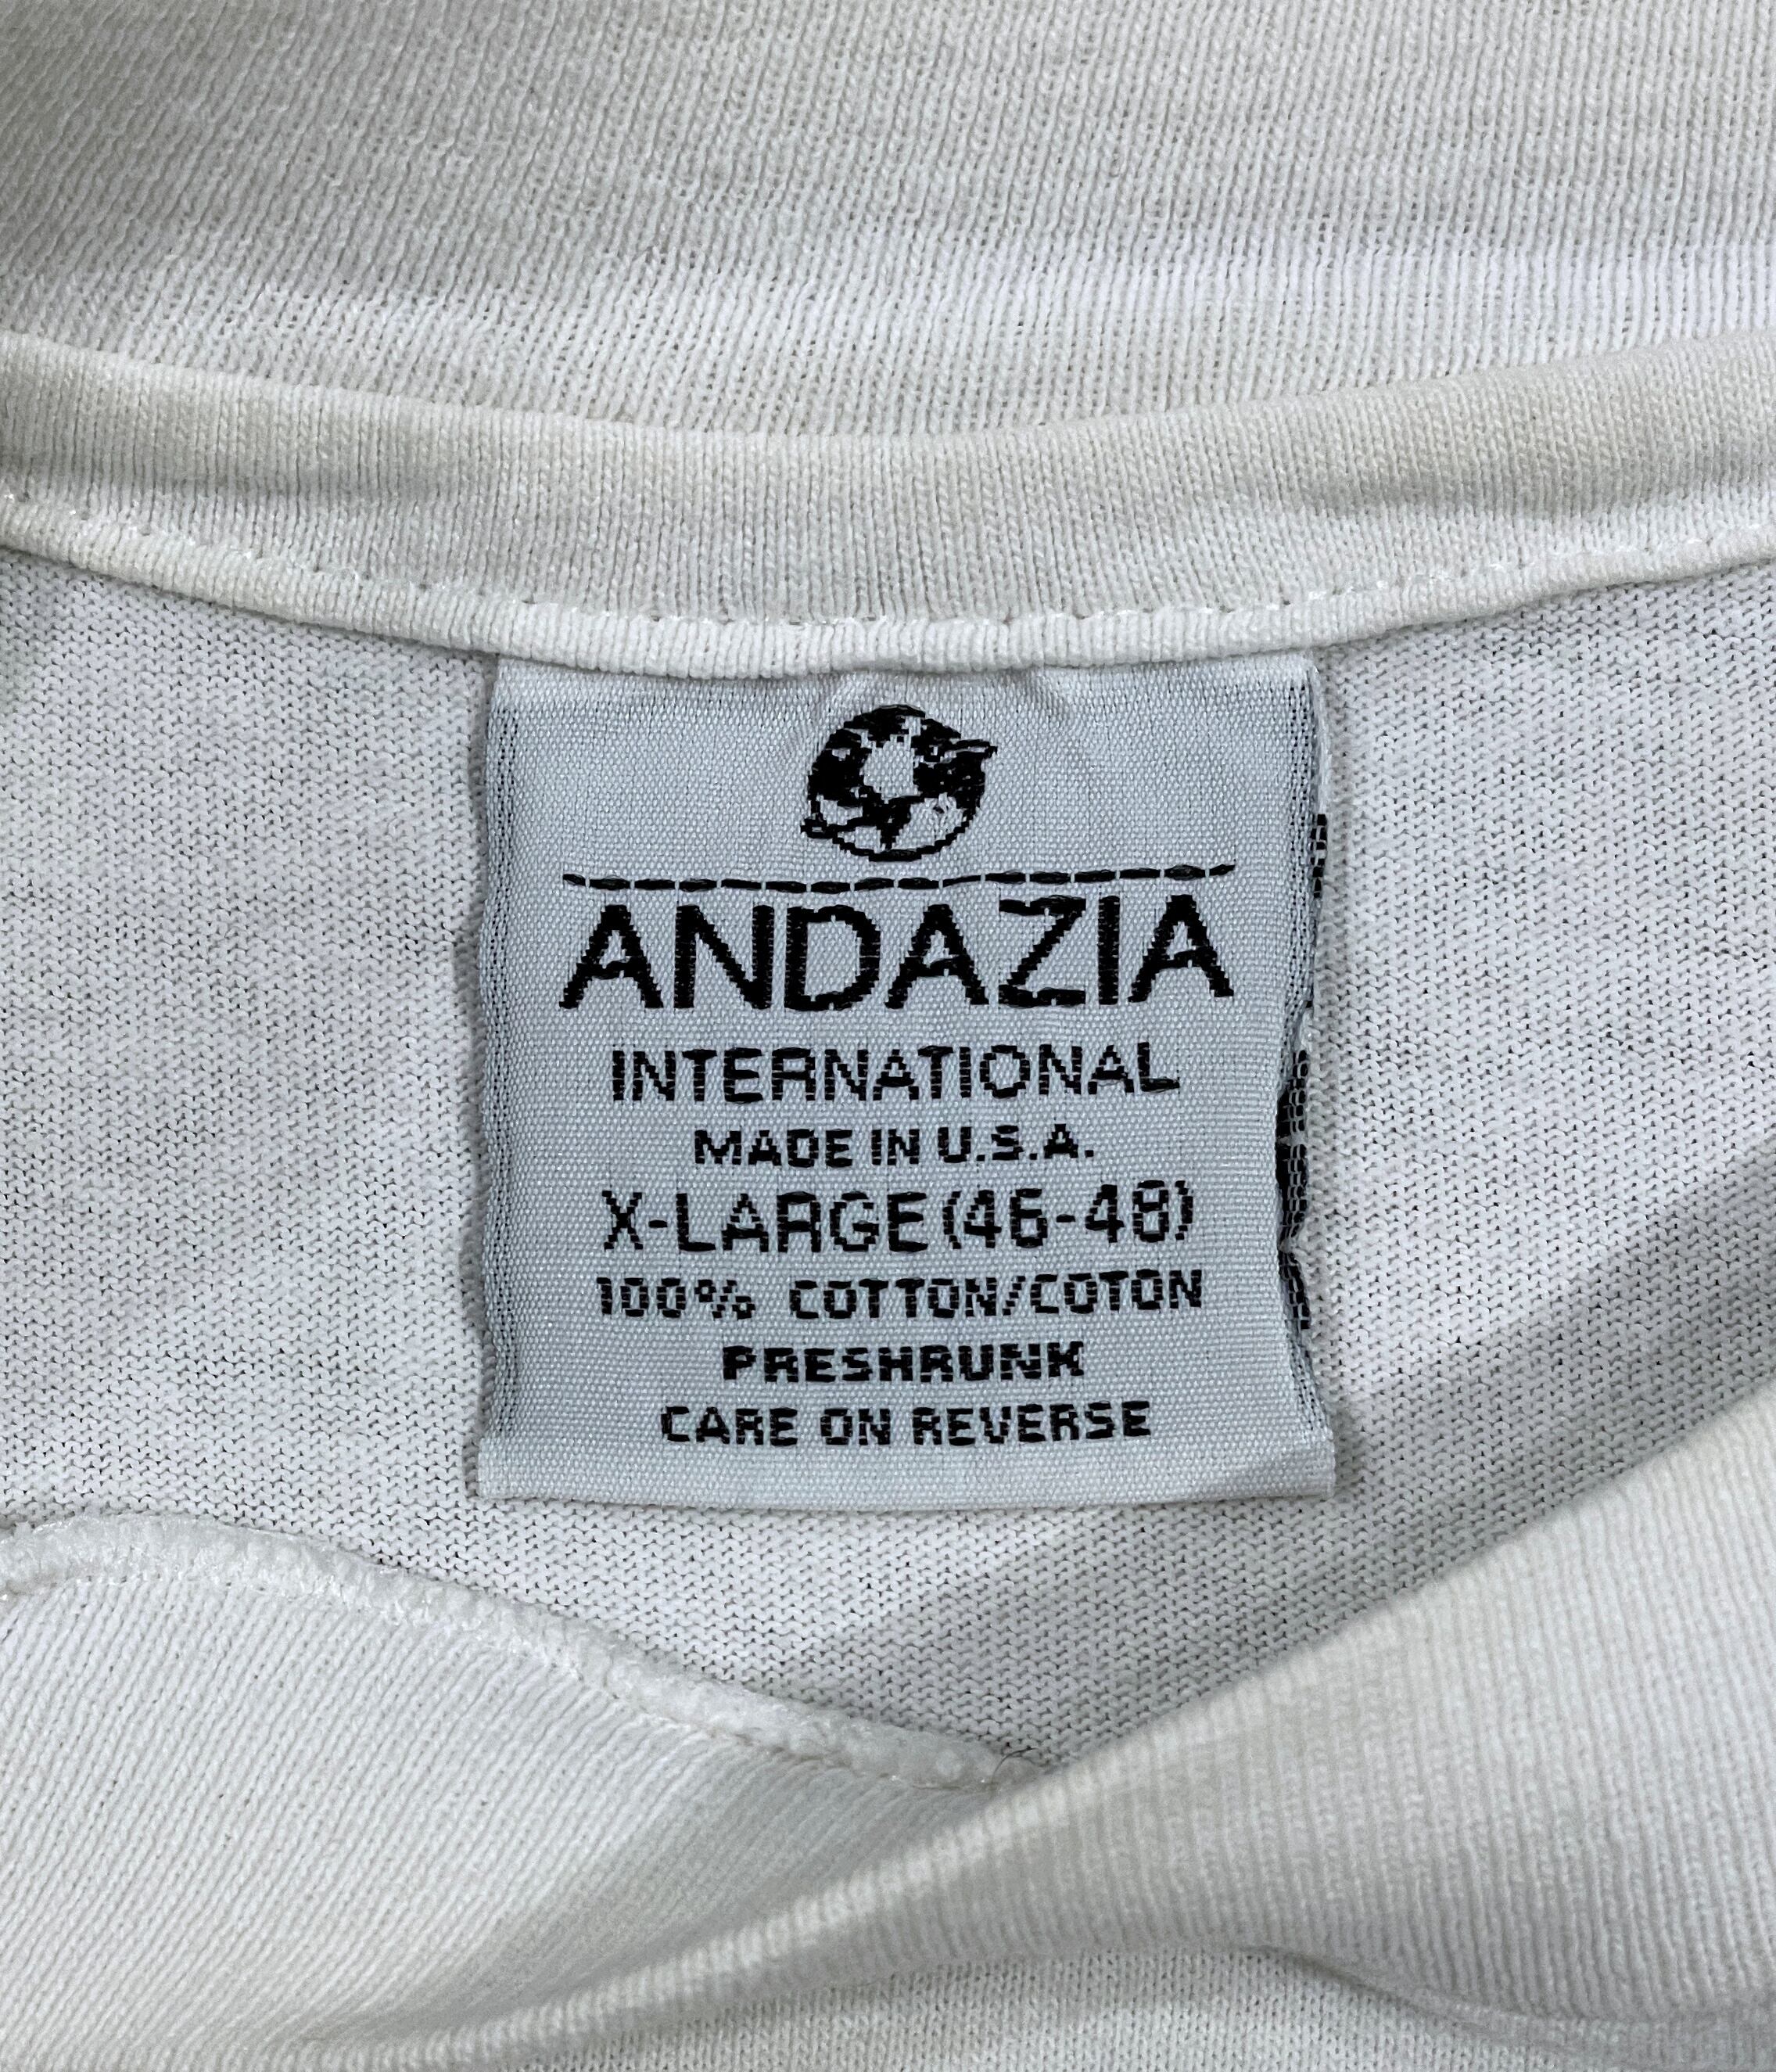 ANDAZIA
INTERNATIONAL
MADE IN U.S.A.
X-LARGE (46-48)
100% COTTON/COTON
PRESHRUNK
CARE ON REVERSE